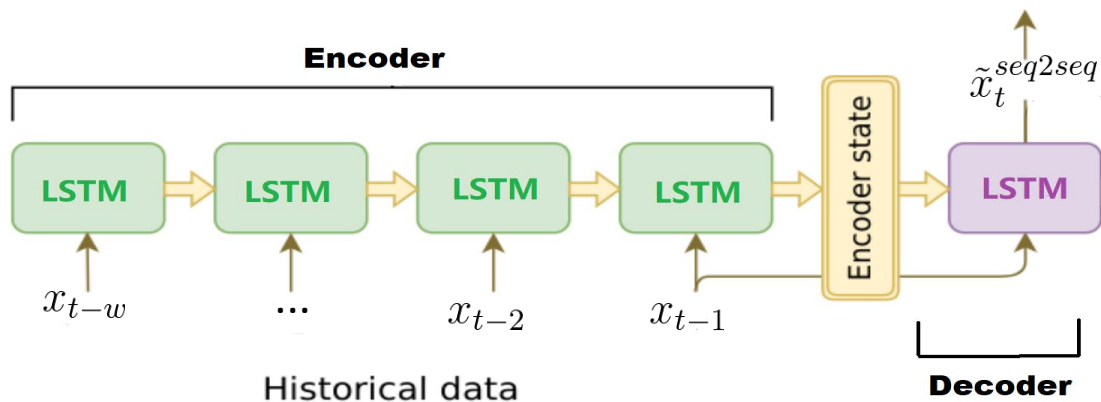 Encoder
x̃_t^{seq2seq}
LSTM LSTM LSTM LSTM Encoder state LSTM
x_{t-w} ... x_{t-2} x_{t-1}
Historical data
Decoder